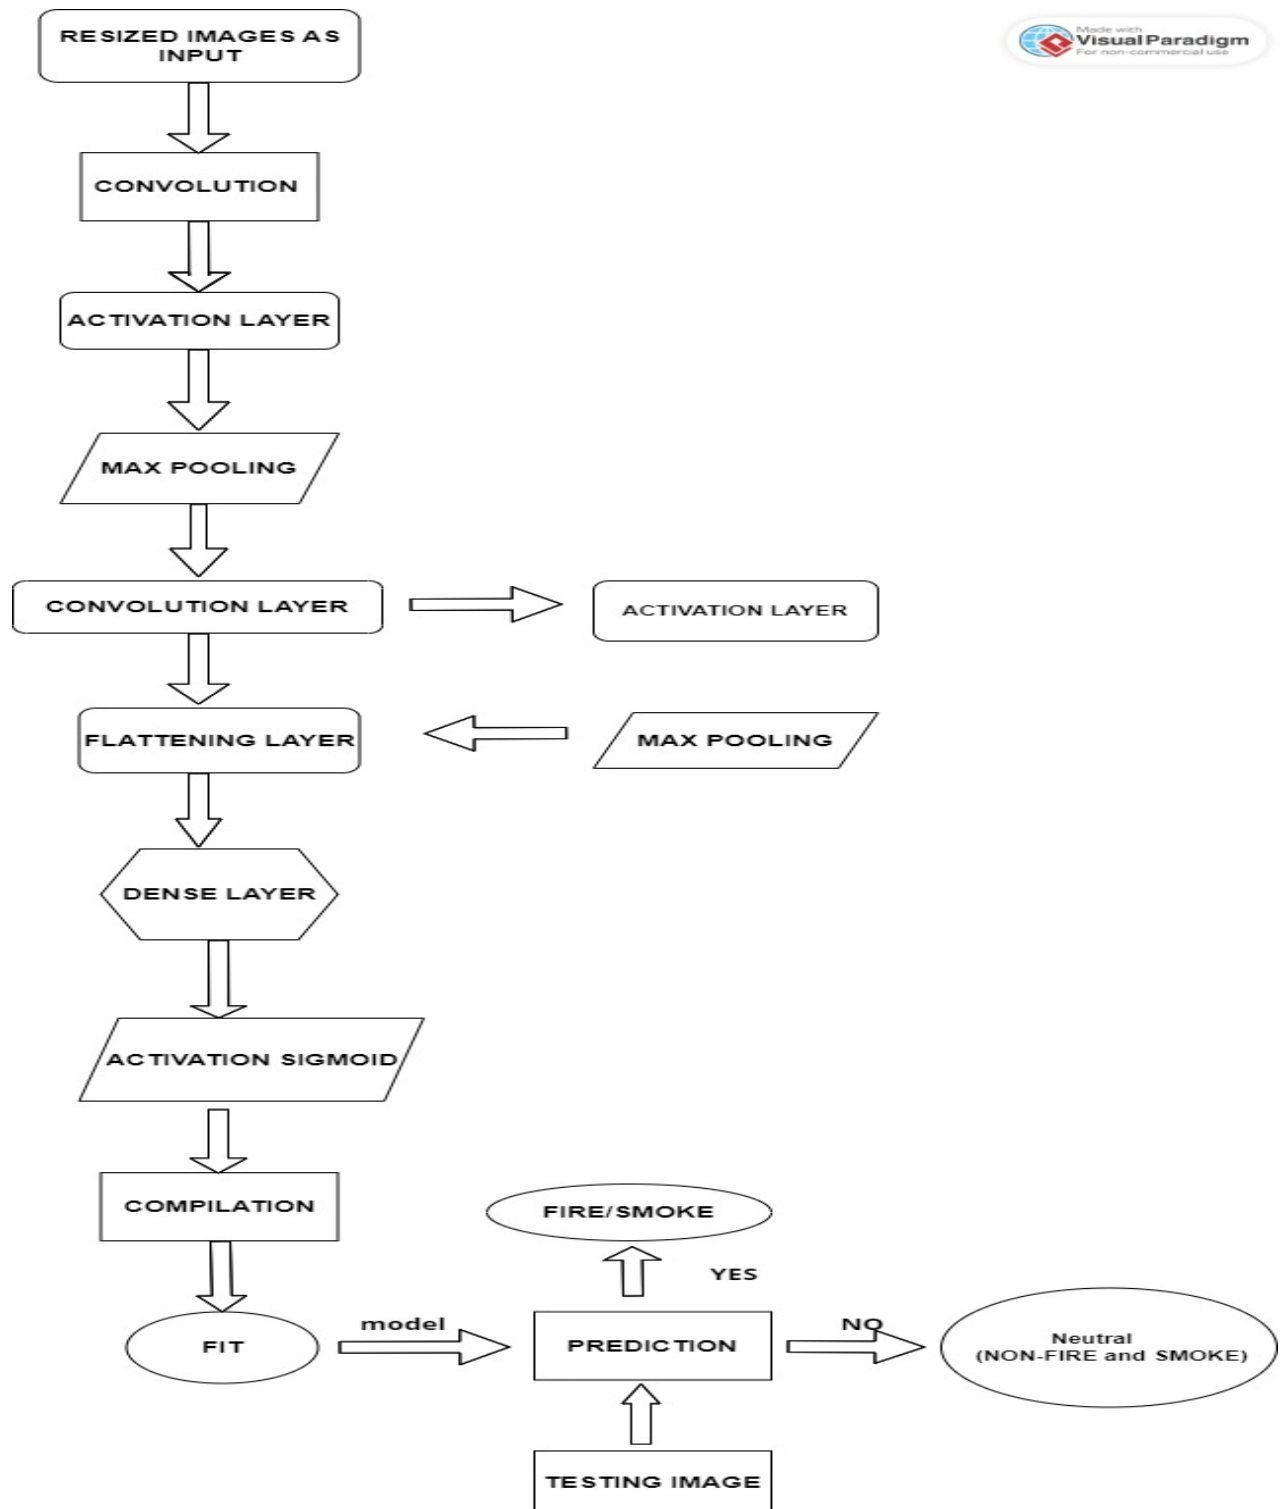 RESIZED IMAGES AS
INPUT
Made with
Visual Paradigm
For non-commercial use
CONVOLUTION
ACTIVATION LAYER
MAX POOLING
CONVOLUTION LAYER
ACTIVATION LAYER
FLATTENING LAYER
MAX POOLING
DENSE LAYER
ACTIVATION SIGMOID
COMPILATION
FIRE/SMOKE
YES
FIT
model
PREDICTION
NO
Neutral
(NON-FIRE and SMOKE)
TESTING IMAGE